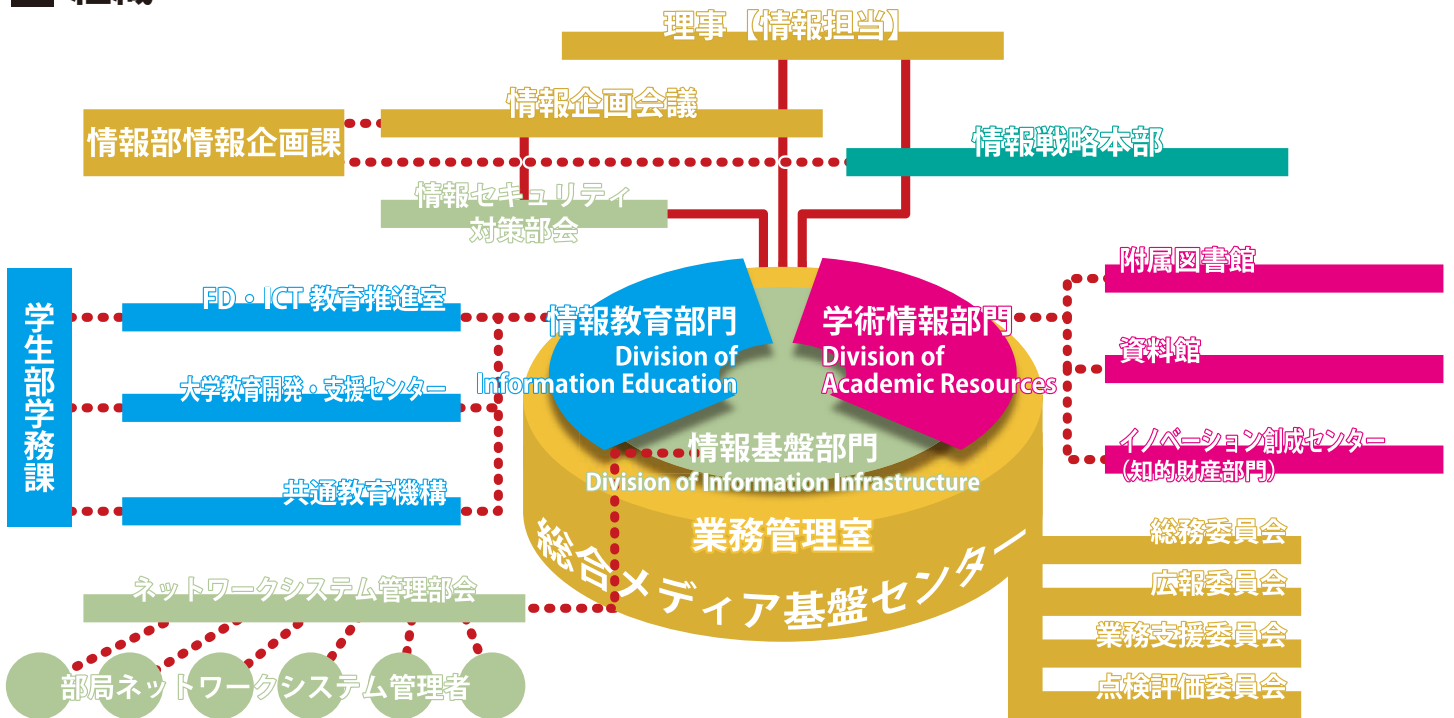 理事【情報担当】
情報企画会議
情報部情報企画課
情報戦略本部
情報セキュリティ
対策部会
学生部学務課
FD・ICT 教育推進室
大学教育開発・支援センター
共通教育機構
情報教育部門
Division of
Information Education
学術情報部門
Division of
Academic Resources
情報基盤部門
Division of Information Infrastructure
業務管理室
総合メディア基盤センター
附属図書館
資料館
イノベーション創成センター
（知的財産部門）
総務委員会
広報委員会
業務支援委員会
点検評価委員会
ネットワークシステム管理部会
部局ネットワークシステム管理者